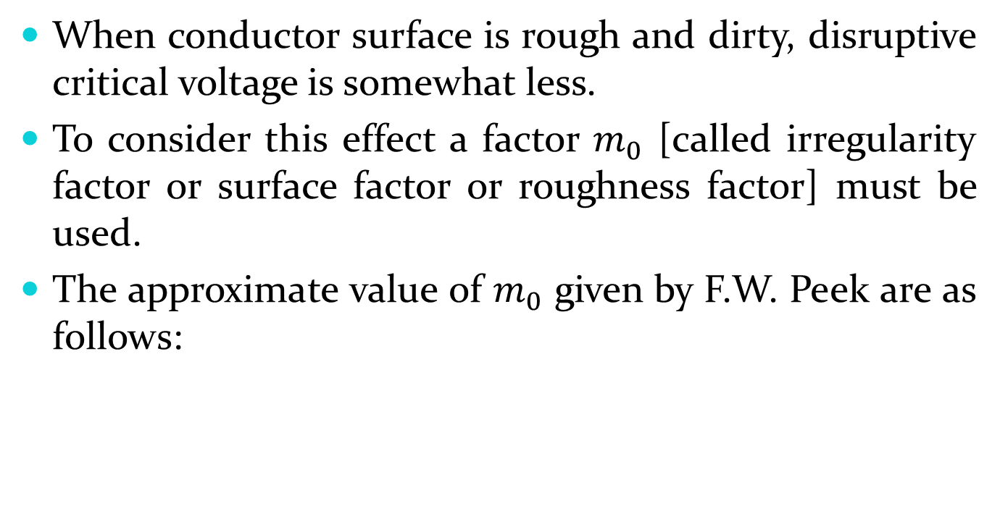 • When conductor surface is rough and dirty, disruptive
critical voltage is somewhat less.
• To consider this effect a factor m₀ [called irregularity
factor or surface factor or roughness factor] must be
used.
• The approximate value of m₀ given by F.W. Peek are as
follows: